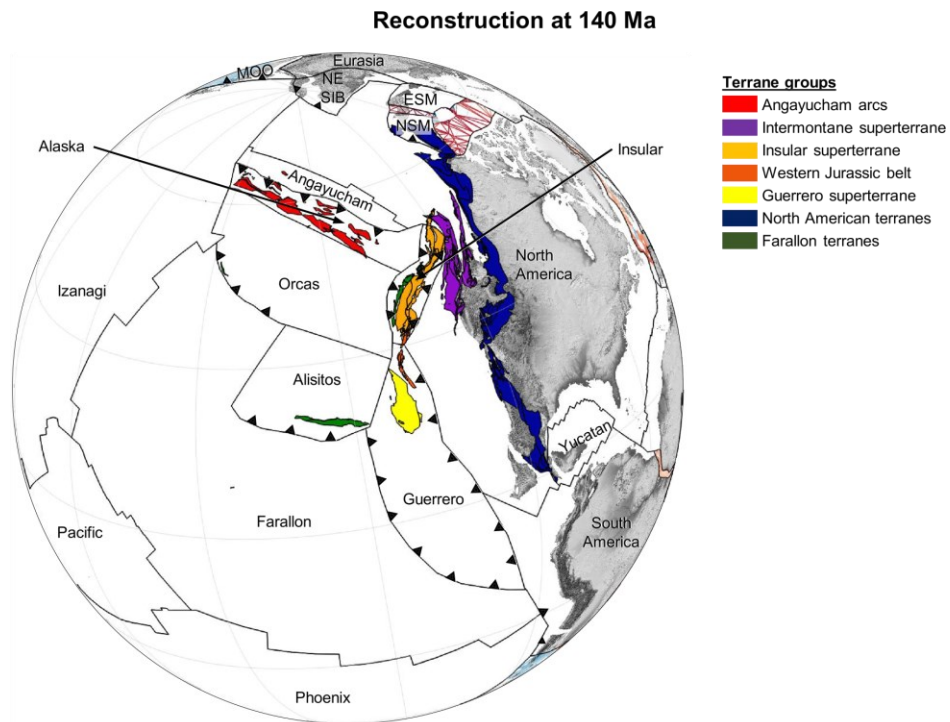 Reconstruction at 140 Ma
Terrane groups
Angayucham arcs
Intermontane superterrane
Insular superterrane
Western Jurassic belt
Guerrero superterrane
North American terranes
Farallon terranes
MOO
Eurasia
NE
SIB
ESM
NSM
Alaska
Insular
Angayucham
North
America
Orcas
Izanagi
Alisitos
Yucatan
Guerrero
Farallon
South
America
Pacific
Phoenix